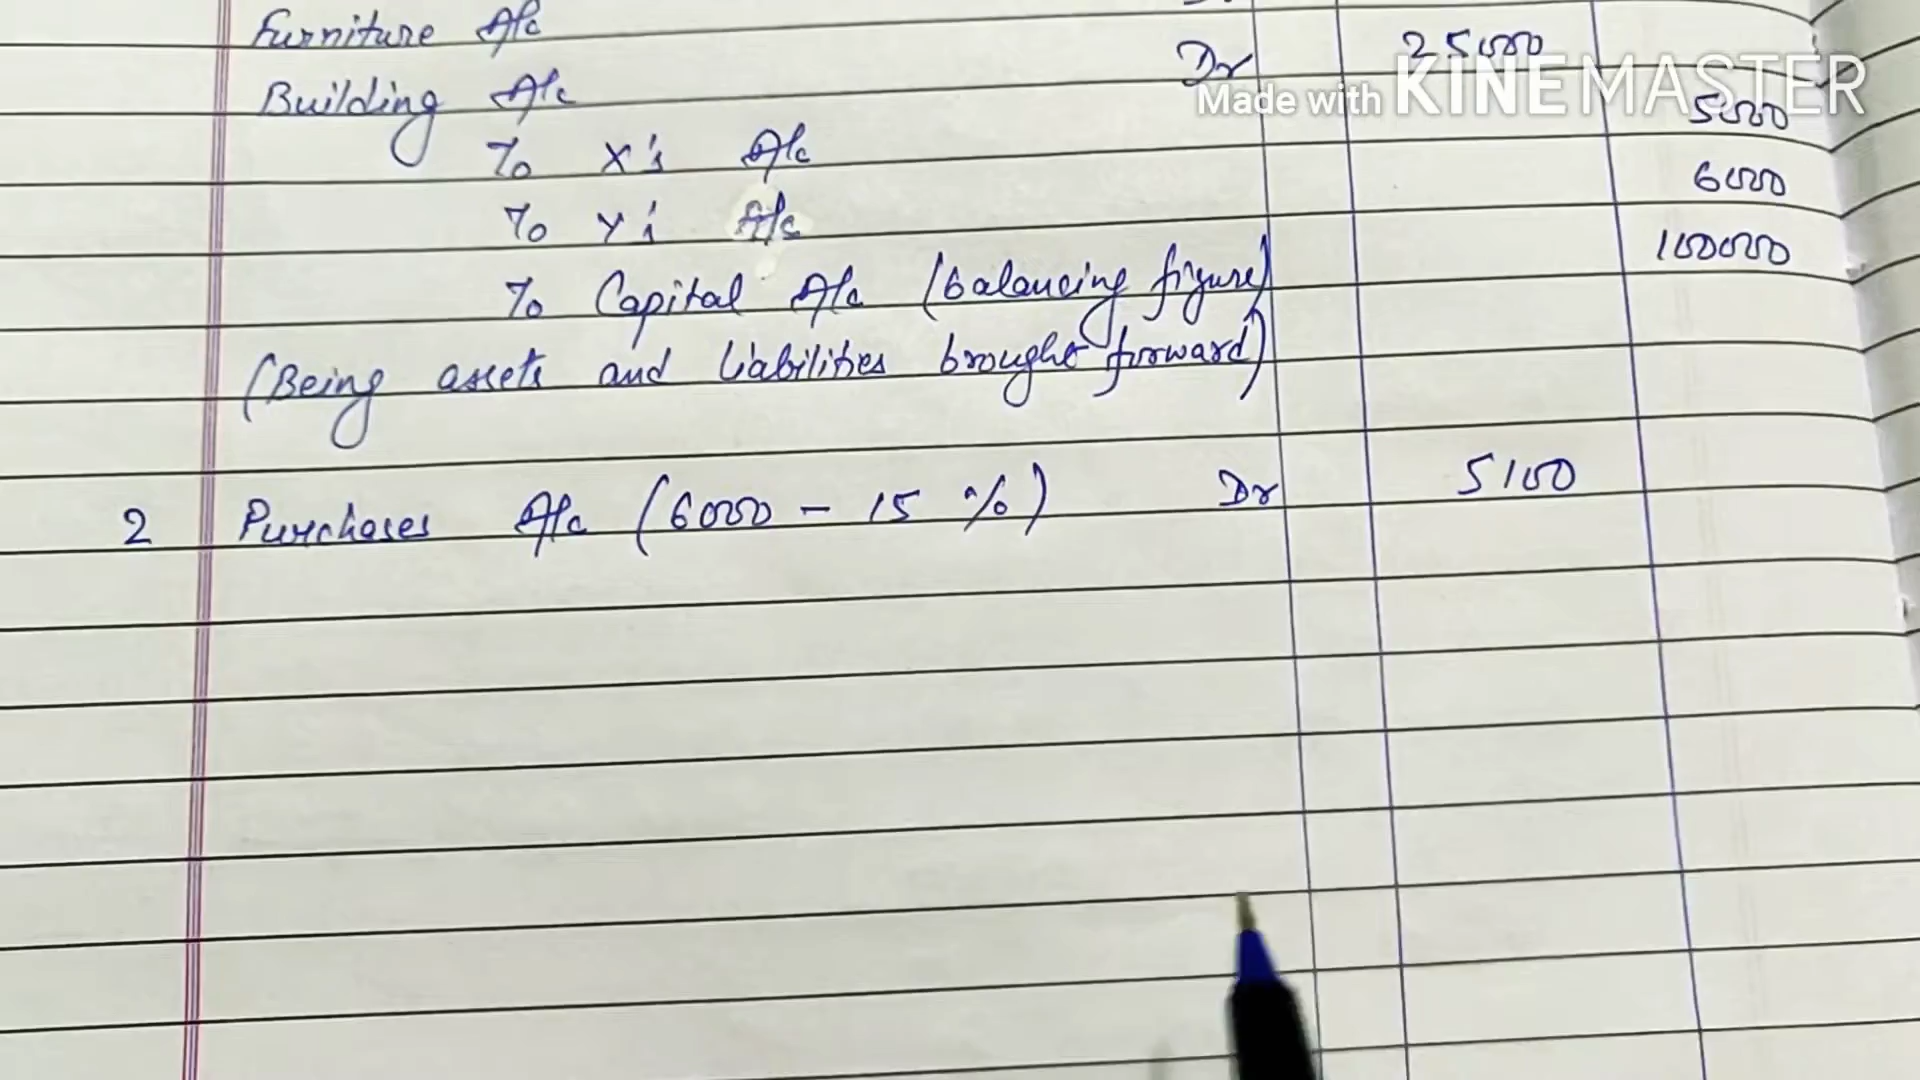 Furniture A/c
Building A/c Dr 25000
To X's A/c 5000
To Y's A/c 6000
To Capital A/c (balancing figure) 100000
(Being assets and liabilities brought forward)
2 Purchases A/c (6000 - 15 %) Dr 5100
Made with KINEMASTER